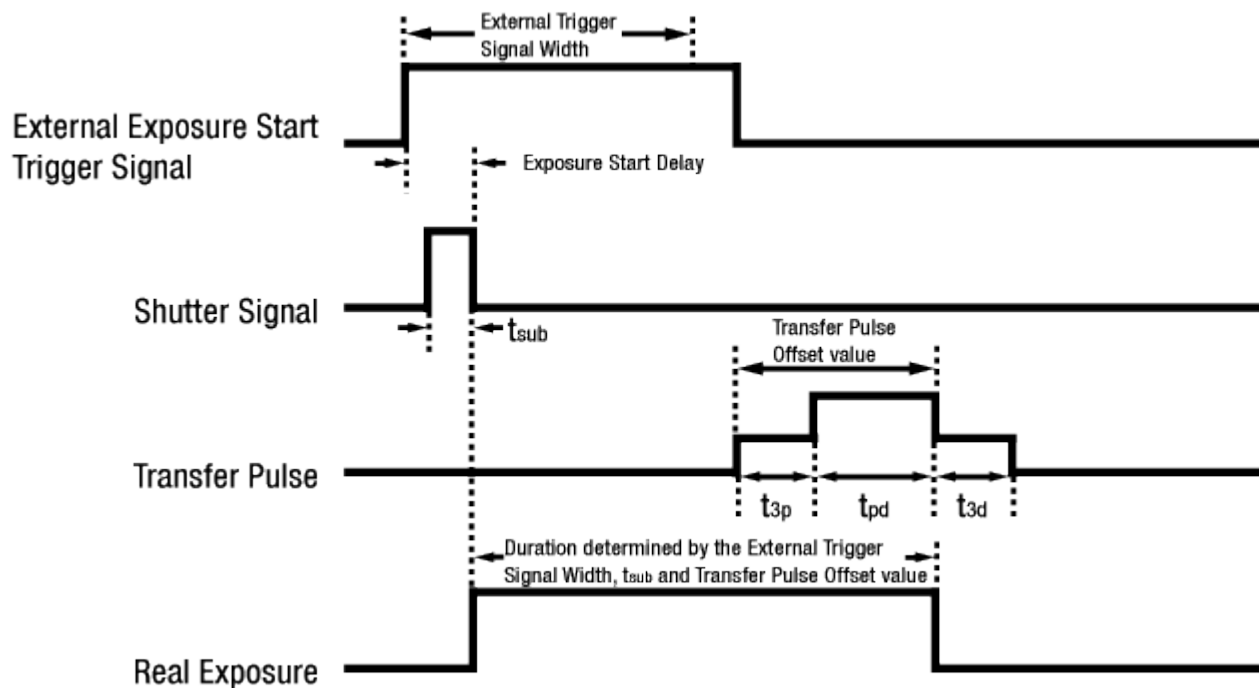 External Trigger
Signal Width
External Exposure Start
Trigger Signal
Exposure Start Delay
Shutter Signal
tsub
Transfer Pulse
Offset value
Transfer Pulse
t3p
tpd
t3d
Duration determined by the External Trigger
Signal Width, tsub and Transfer Pulse Offset value
Real Exposure